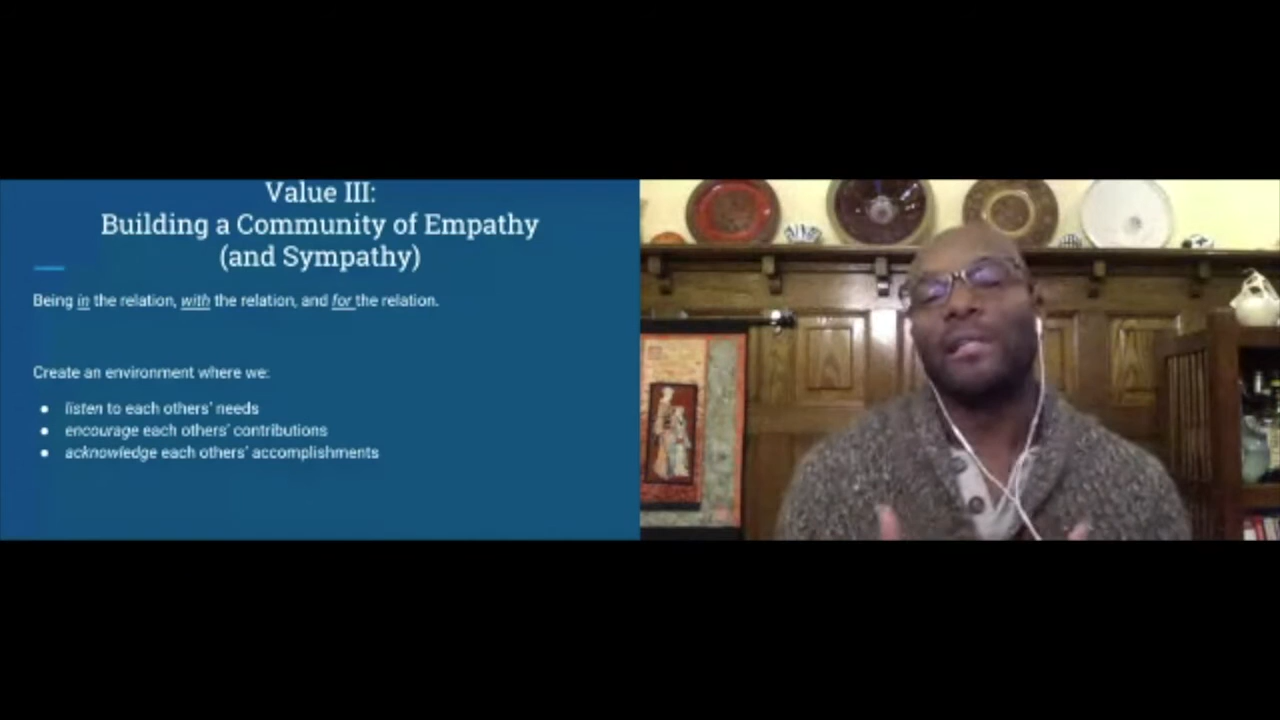 Value III:
Building a Community of Empathy
(and Sympathy)
Being in the relation, with the relation, and for the relation.
Create an environment where we:
● listen to each others' needs
● encourage each others' contributions
● acknowledge each others' accomplishments